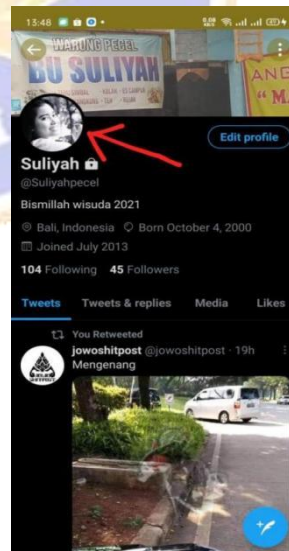 13:48
WARUNG PECEL
BU SULIYAH
ANG
"M
Edit profile
Suliyah
@Suliyahpecel
Bismillah wisuda 2021
Bali, Indonesia Born October 4, 2000
Joined July 2013
104 Following 45 Followers
Tweets Tweets & replies Media Likes
You Retweeted
jowoshitpost @jowoshitpost · 19h
Mengenang